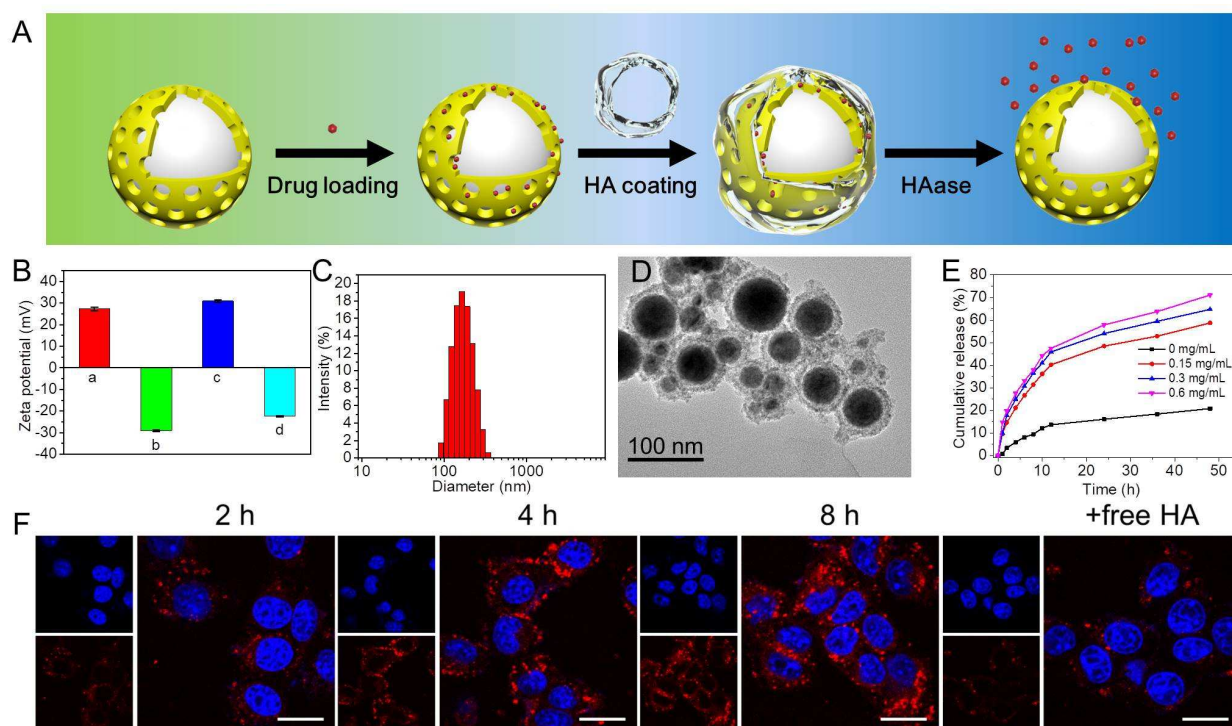 A
Drug loading
HA coating
HAase
B
Zeta potential (mV)
40
30
20
10
0
-10
-20
-30
-40
a
b
c
d
C
Intensity (%)
20
18
16
14
12
10
8
6
4
2
0
10
100
1000
Diameter (nm)
D
100 nm
E
Cumulative release (%)
80
70
60
50
40
30
20
10
0
0 mg/mL
0.15 mg/mL
0.3 mg/mL
0.6 mg/mL
0
10
20
30
40
50
Time (h)
F
2 h
4 h
8 h
+free HA